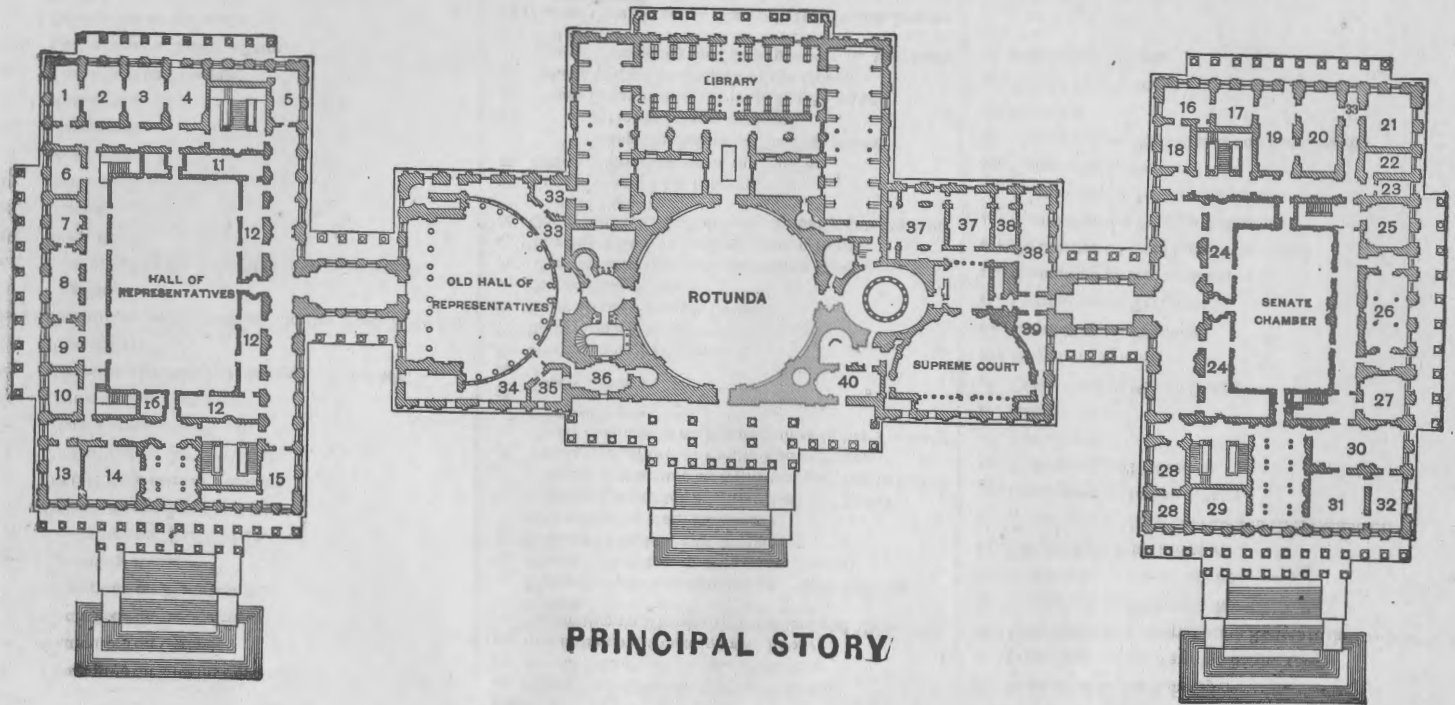 1 2 3 4 5
6 11
7 12
8
HALL OF
REPRESENTATIVES
9 12
10 16 12
13 14 15
33
33
OLD HALL OF
REPRESENTATIVES
34 35 36
LIBRARY
ROTUNDA
37 37 38
38
39
SUPREME COURT
40
16 17 19 20 33 21
18 22
23
24 25
SENATE
CHAMBER
26
24 27
28 30
28 29 31 32
PRINCIPAL STORY